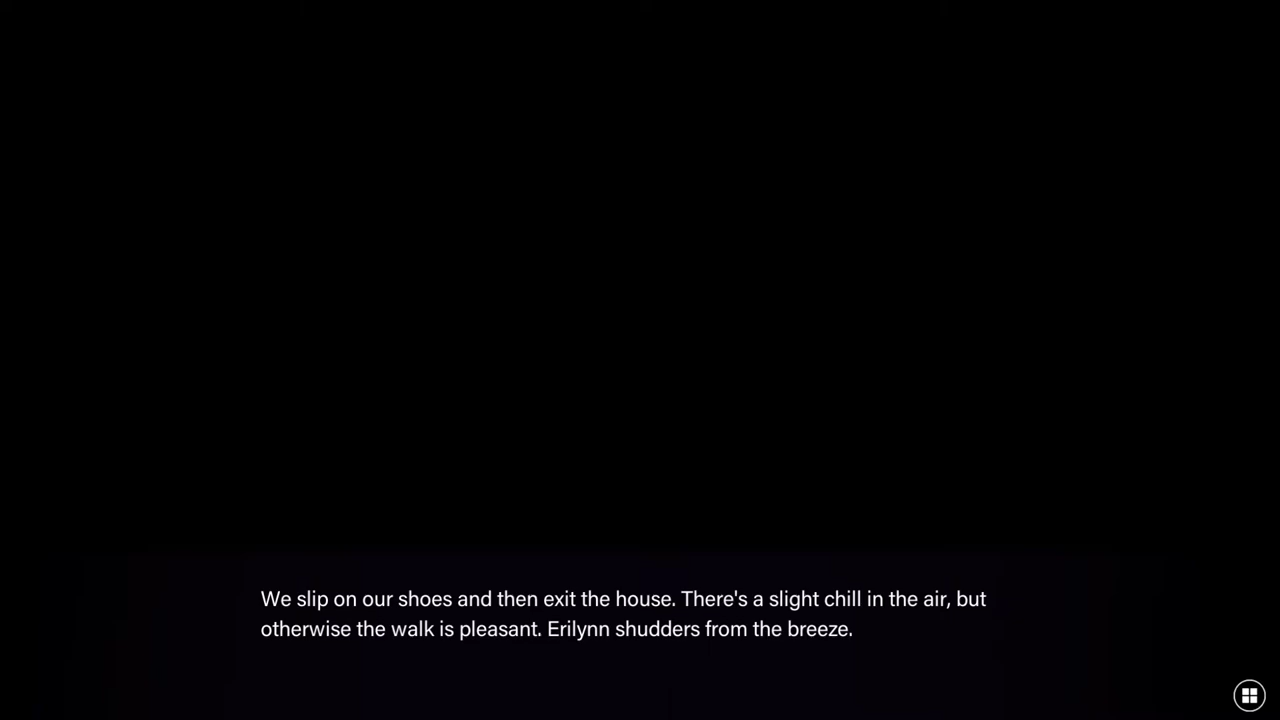 We slip on our shoes and then exit the house. There's a slight chill in the air, but
otherwise the walk is pleasant. Erilynn shudders from the breeze.